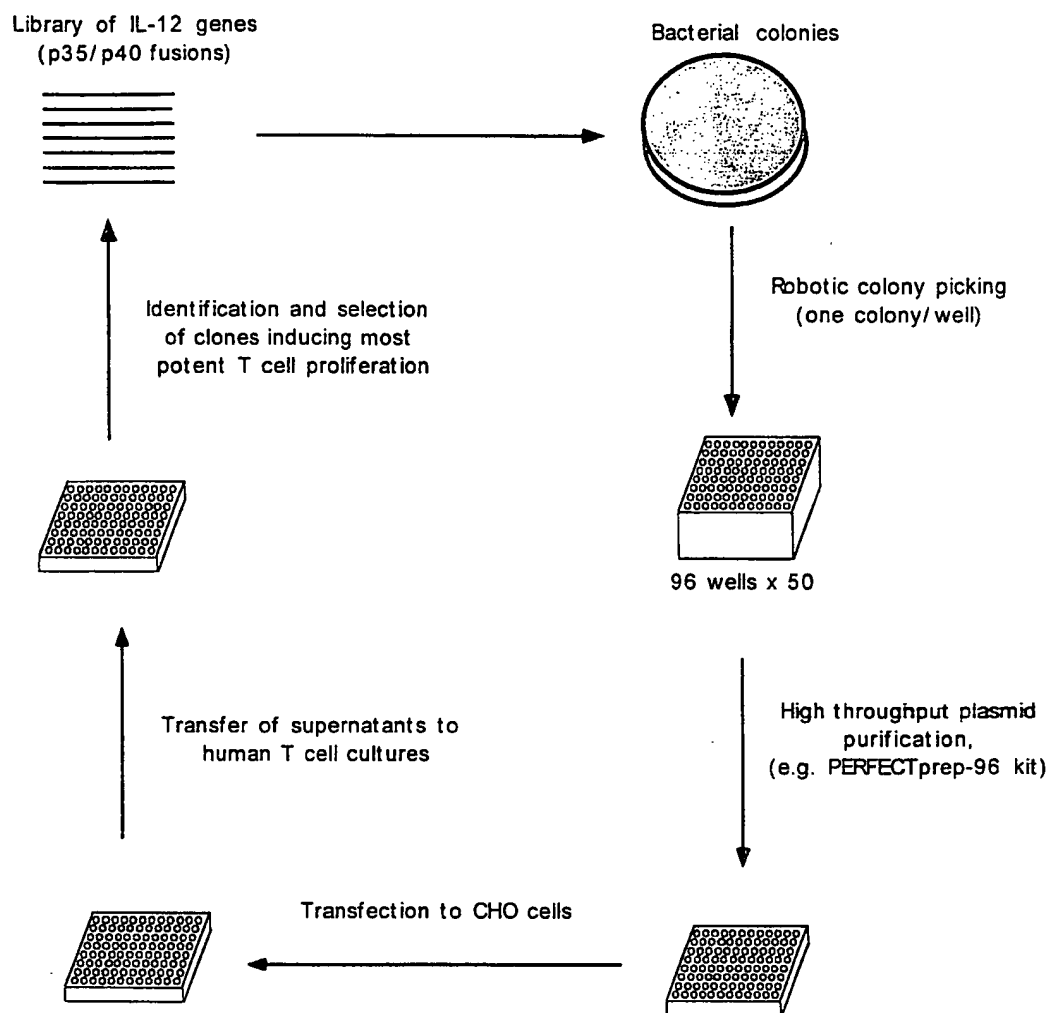 Library of IL-12 genes
(p35/p40 fusions)
Bacterial colonies
Robotic colony picking
(one colony/well)
Identification and selection
of clones inducing most
potent T cell proliferation
96 wells x 50
High throughput plasmid
purification,
(e.g. PERFECTprep-96 kit)
Transfer of supernatants to
human T cell cultures
Transfection to CHO cells